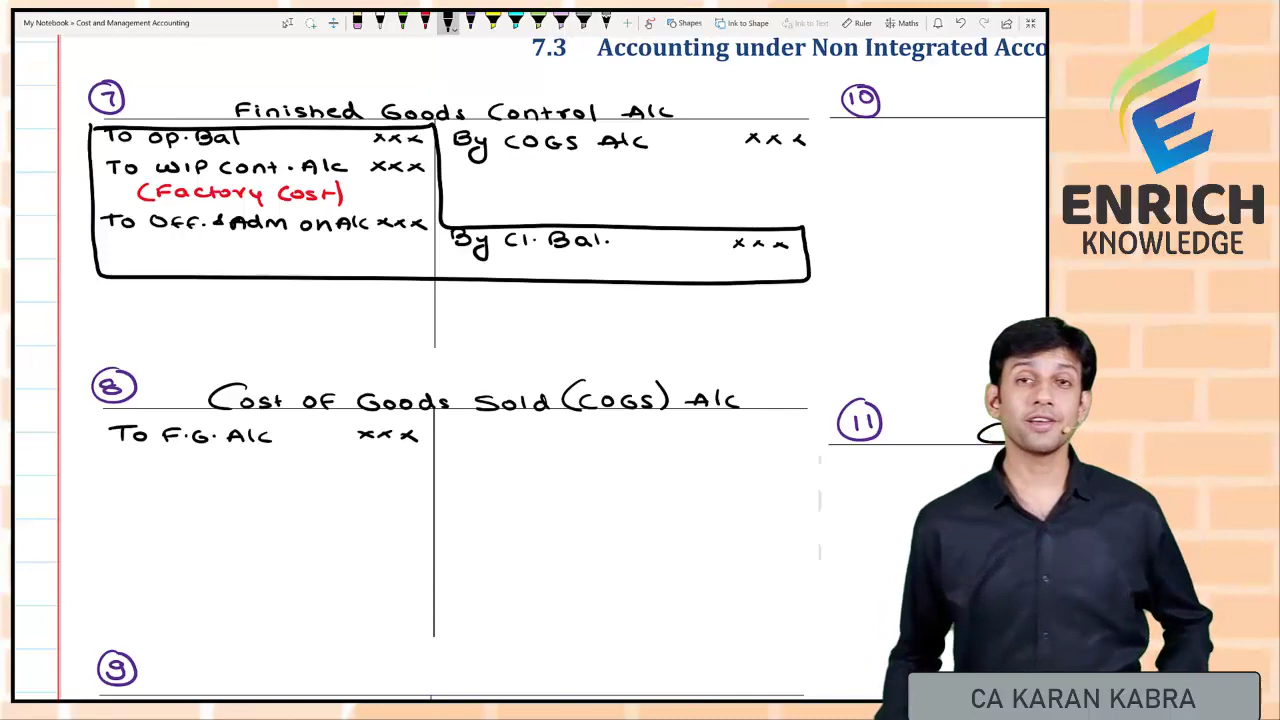 My Notebook » Cost and Management Accounting
Shapes
Ink to Shape
Ink to Text
Ruler
Maths
7.3 Accounting under Non Integrated Acco
7
Finished Goods Control A/c
To Op. Bal xxx
By COGS A/c xxx
To WIP Cont. A/c xxx
(Factory Cost)
To Off. & Adm on A/c xxx
By Cl. Bal. xxx
8
Cost of Goods Sold (COGS) A/c
To F.G. A/c xxx
9
10
11
ENRICH
KNOWLEDGE
CA KARAN KABRA